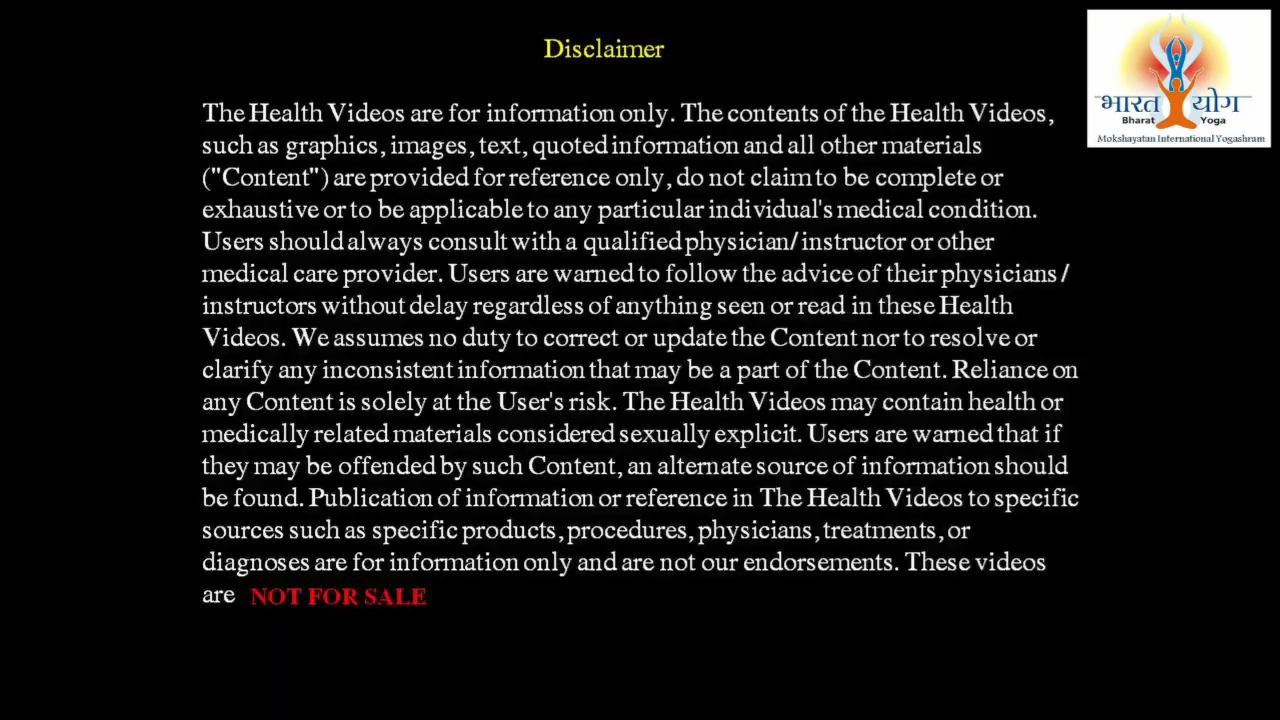 Disclaimer
भारत योग
Bharat Yoga
Mokshayatan International Yogashram
The Health Videos are for information only. The contents of the Health Videos,
such as graphics, images, text, quoted information and all other materials
("Content") are provided for reference only, do not claim to be complete or
exhaustive or to be applicable to any particular individual's medical condition.
Users should always consult with a qualified physician/ instructor or other
medical care provider. Users are warned to follow the advice of their physicians /
instructors without delay regardless of anything seen or read in these Health
Videos. We assumes no duty to correct or update the Content nor to resolve or
clarify any inconsistent information that may be a part of the Content. Reliance on
any Content is solely at the User's risk. The Health Videos may contain health or
medically related materials considered sexually explicit. Users are warned that if
they may be offended by such Content, an alternate source of information should
be found. Publication of information or reference in The Health Videos to specific
sources such as specific products, procedures, physicians, treatments, or
diagnoses are for information only and are not our endorsements. These videos
are NOT FOR SALE